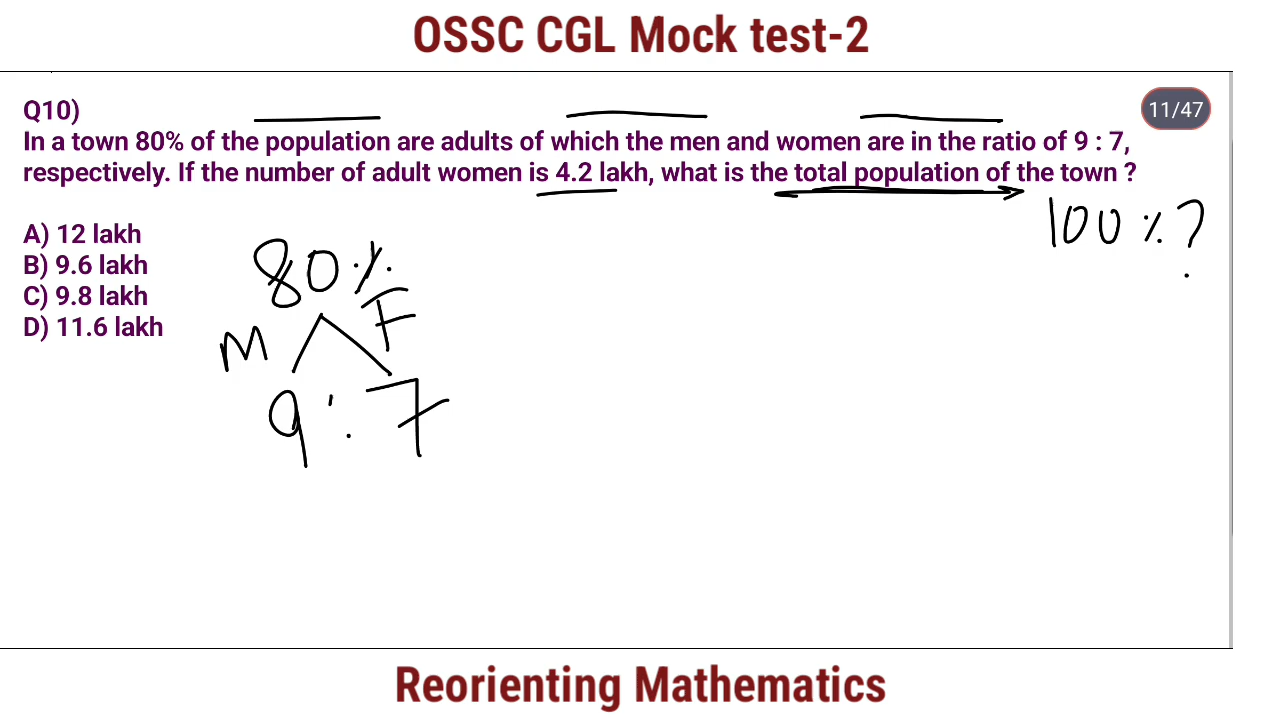 OSSC CGL Mock test-2
11/47
Q10)
In a town 80% of the population are adults of which the men and women are in the ratio of 9 : 7,
respectively. If the number of adult women is 4.2 lakh, what is the total population of the town ?
100 % ?
A) 12 lakh
B) 9.6 lakh
C) 9.8 lakh
D) 11.6 lakh
80%
M F
9 : 7
Reorienting Mathematics